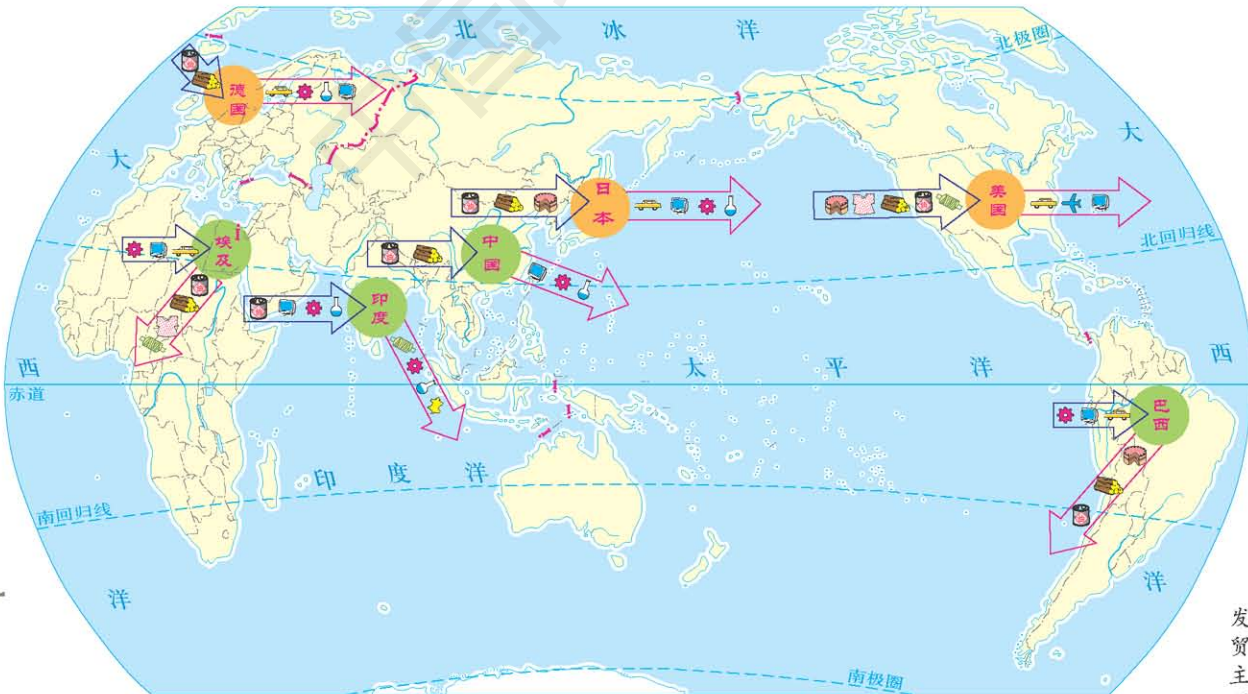 北冰洋
北极圈
德国
大
大
日本
美国
埃及
中国
北回归线
印度
西
太平洋
西
赤道
巴西
印度洋
南回归线
洋
洋
发
贸
主
南极圈